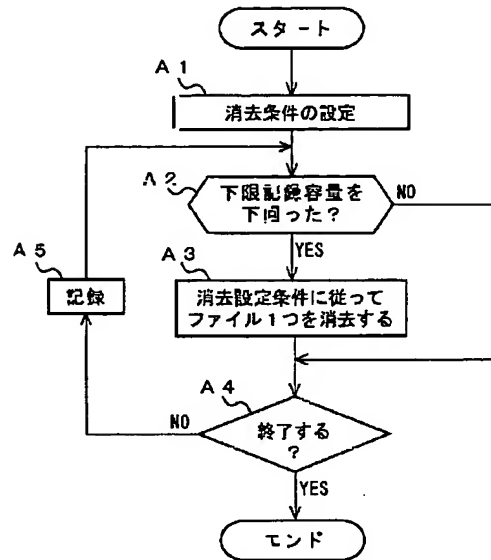 スタート
A 1
消去条件の設定
A 2
下限記録容量を
下回った?
NO
YES
A 5
記録
A 3
消去設定条件に従って
ファイル1つを消去する
A 4
NO
終了する
?
YES
エンド